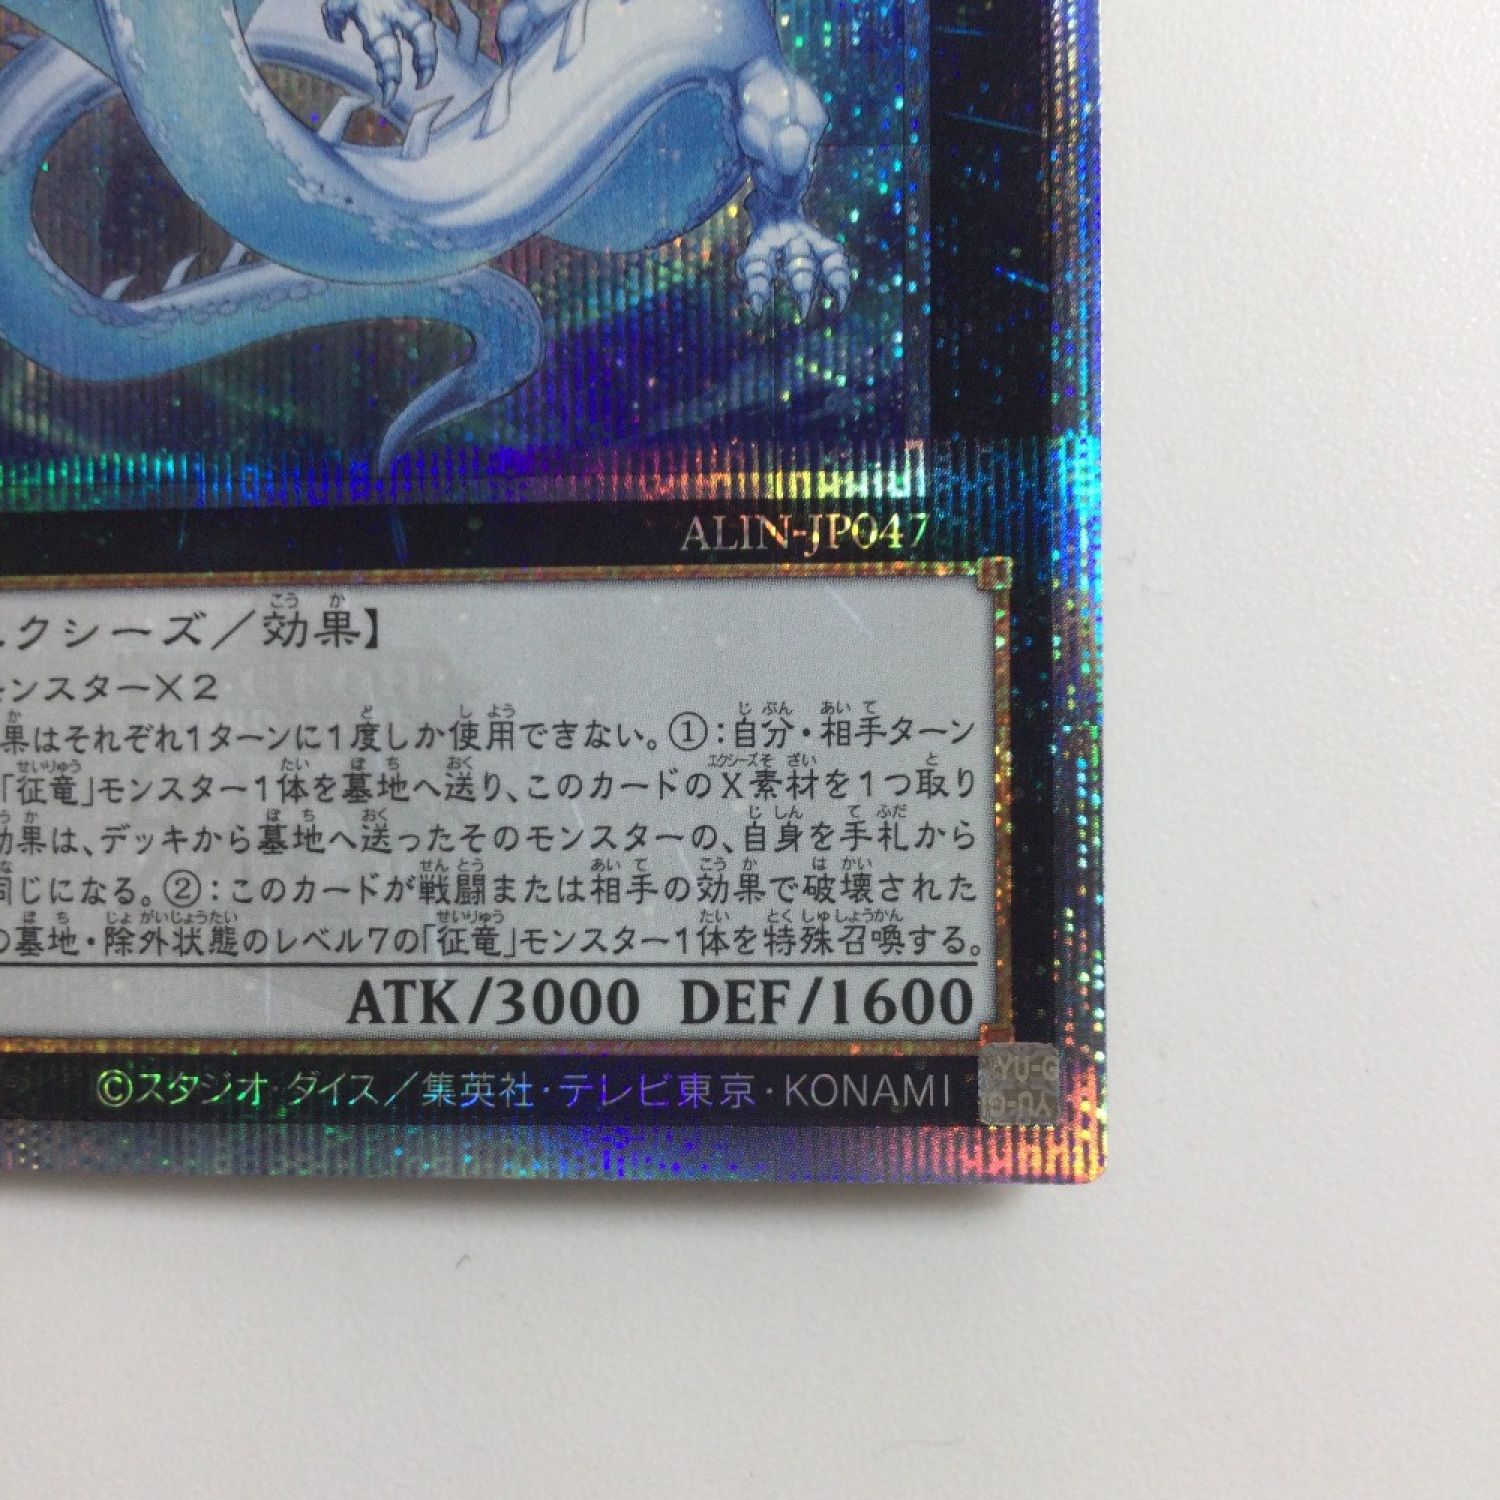 ALIN-JP047
クシーズ／効果】
モンスター×2
果はそれぞれ1ターンに1度しか使用できない。①：自分・相手ターン
「征竜」モンスター1体を墓地へ送り、このカードのX素材を1つ取り
効果は、デッキから墓地へ送ったそのモンスターの、自身を手札から
同じになる。②：このカードが戦闘または相手の効果で破壊された
の墓地・除外状態のレベル7の「征竜」モンスター1体を特殊召喚する。
ATK/3000 DEF/1600
©スタジオ・ダイス／集英社・テレビ東京・KONAMI
YU-G
YU-GI